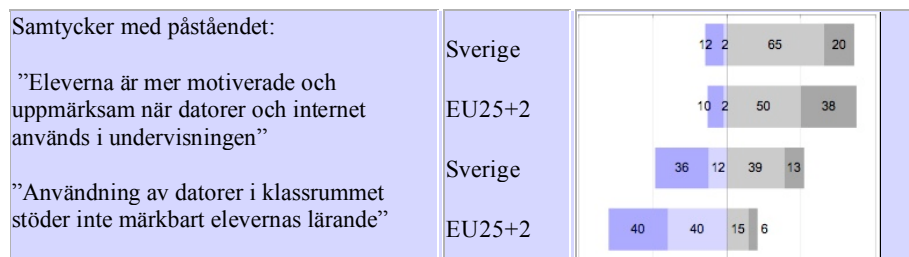 Samtycker med påståendet:
”Eleverna är mer motiverade och
uppmärksam när datorer och internet
används i undervisningen”
”Användning av datorer i klassrummet
stöder inte märkbart elevernas lärande”
Sverige
EU25+2
Sverige
EU25+2
12 2 65 20
10 2 50 38
36 12 39 13
40 40 15 6